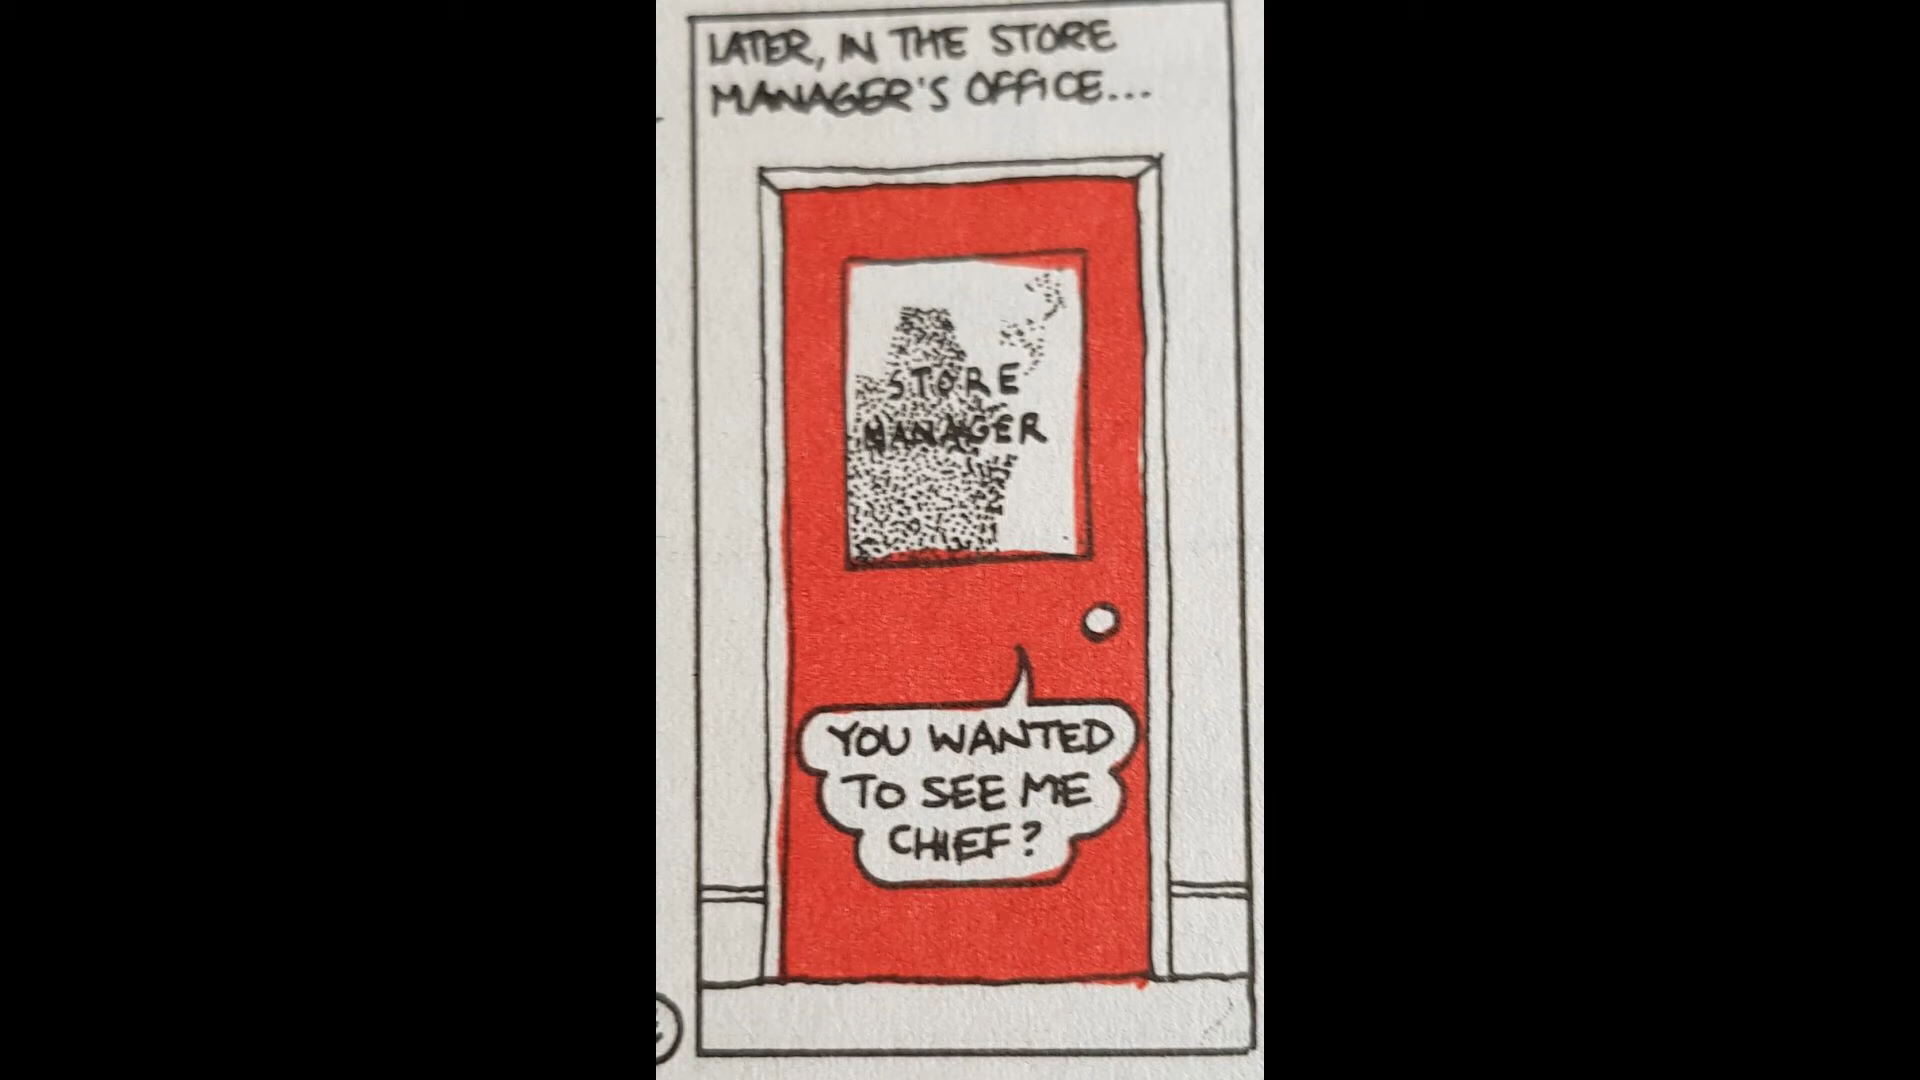 LATER, IN THE STORE
MANAGER'S OFFICE...
STORE
MANAGER
YOU WANTED
TO SEE ME
CHIEF?